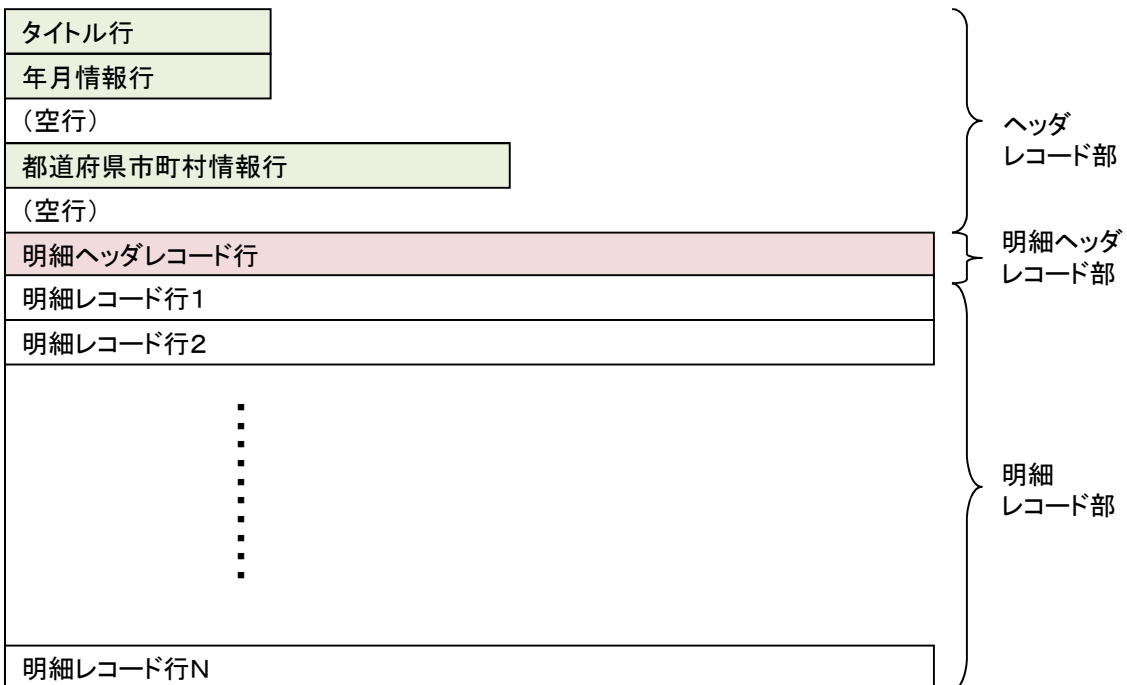 タイトル行
年月情報行
（空行）
都道府県市町村情報行
（空行）
明細ヘッダレコード行
明細レコード行１
明細レコード行２
明細レコード行Ｎ
ヘッダ
レコード部
明細ヘッダ
レコード部
明細
レコード部